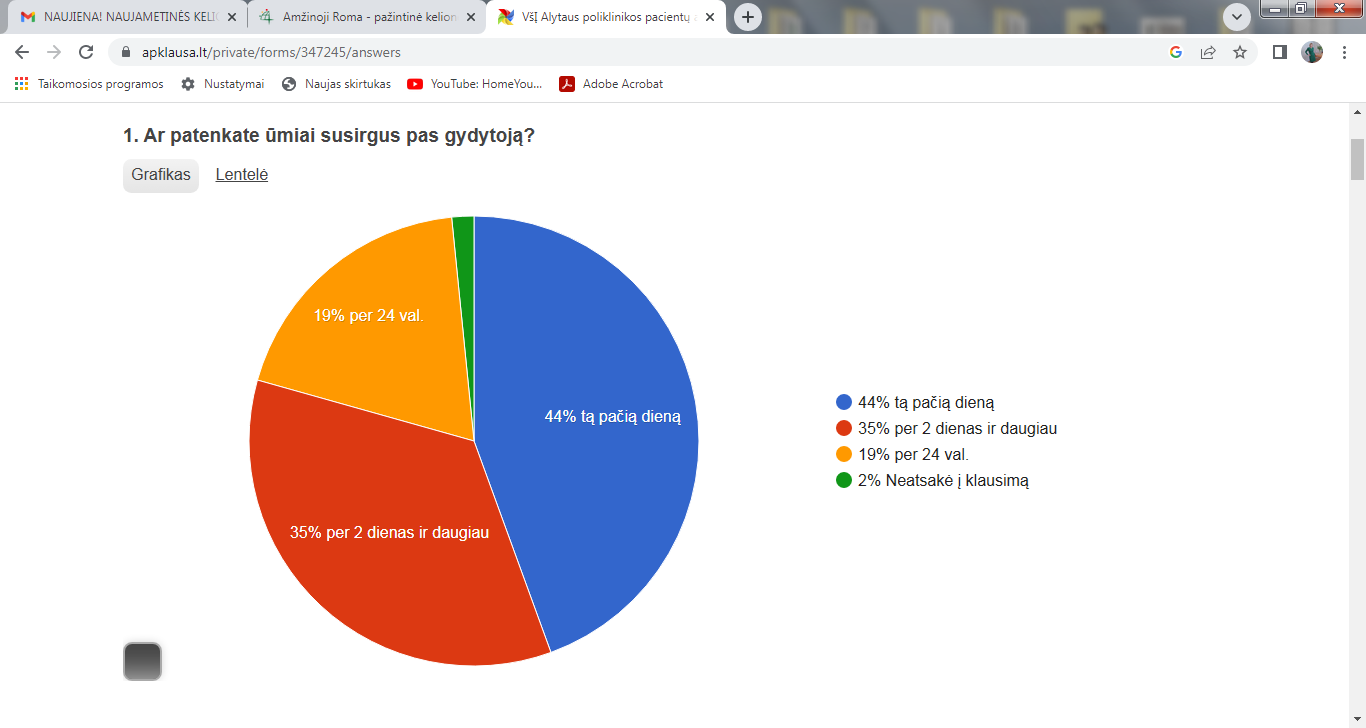 NAUJIENA! NAUJAMETINĖS KELI
Amžinoji Roma - pažintinė kelion
VšĮ Alytaus poliklinikos pacientų
apklausa.lt/private/forms/347245/answers
Taikomosios programos
Nustatymai
Naujas skirtukas
YouTube: HomeYou...
Adobe Acrobat
1. Ar patenkate ūmiai susirgus pas gydytoją?
Grafikas
Lentelė
19% per 24 val.
44% tą pačią dieną
35% per 2 dienas ir daugiau
44% tą pačią dieną
35% per 2 dienas ir daugiau
19% per 24 val.
2% Neatsakė į klausimą